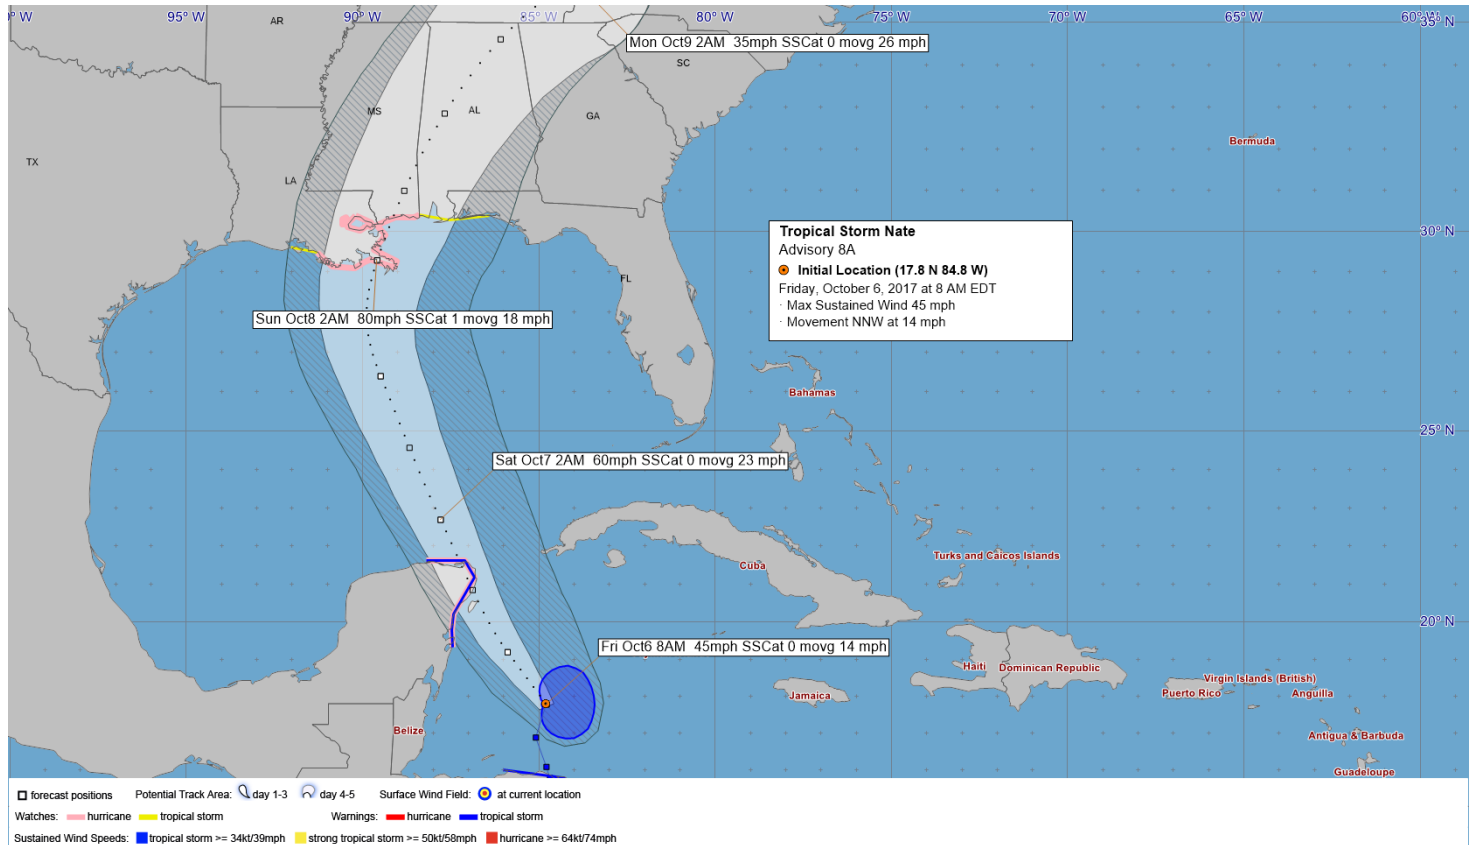 0° W 95° W 90° W 85° W 80° W 75° W 70° W 65° W 60° W
35° N
AR
Mon Oct9 2AM 35mph SSCat 0 movg 26 mph
SC
MS
AL
GA
Bermuda
TX
LA
30° N
Tropical Storm Nate
Advisory 8A
Initial Location (17.8 N 84.8 W)
Friday, October 6, 2017 at 8 AM EDT
· Max Sustained Wind 45 mph
· Movement NNW at 14 mph
FL
Sun Oct8 2AM 80mph SSCat 1 movg 18 mph
Bahamas
25° N
Sat Oct7 2AM 60mph SSCat 0 movg 23 mph
Turks and Caicos Islands
Cuba
20° N
Fri Oct6 8AM 45mph SSCat 0 movg 14 mph
Haiti Dominican Republic
Virgin Islands (British)
Jamaica
Puerto Rico
Anguilla
Belize
Antigua & Barbuda
Guadeloupe
forecast positions Potential Track Area: day 1-3 day 4-5 Surface Wind Field: at current location
Watches: hurricane tropical storm Warnings: hurricane tropical storm
Sustained Wind Speeds: tropical storm >= 34kt/39mph strong tropical storm >= 50kt/58mph hurricane >= 64kt/74mph